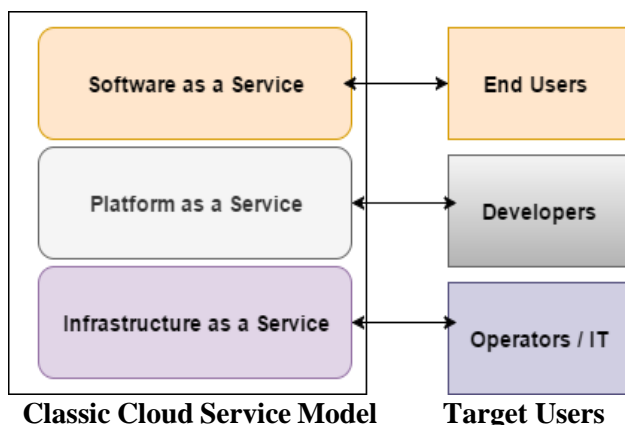 Software as a Service
End Users
Platform as a Service
Developers
Infrastructure as a Service
Operators / IT
Classic Cloud Service Model
Target Users